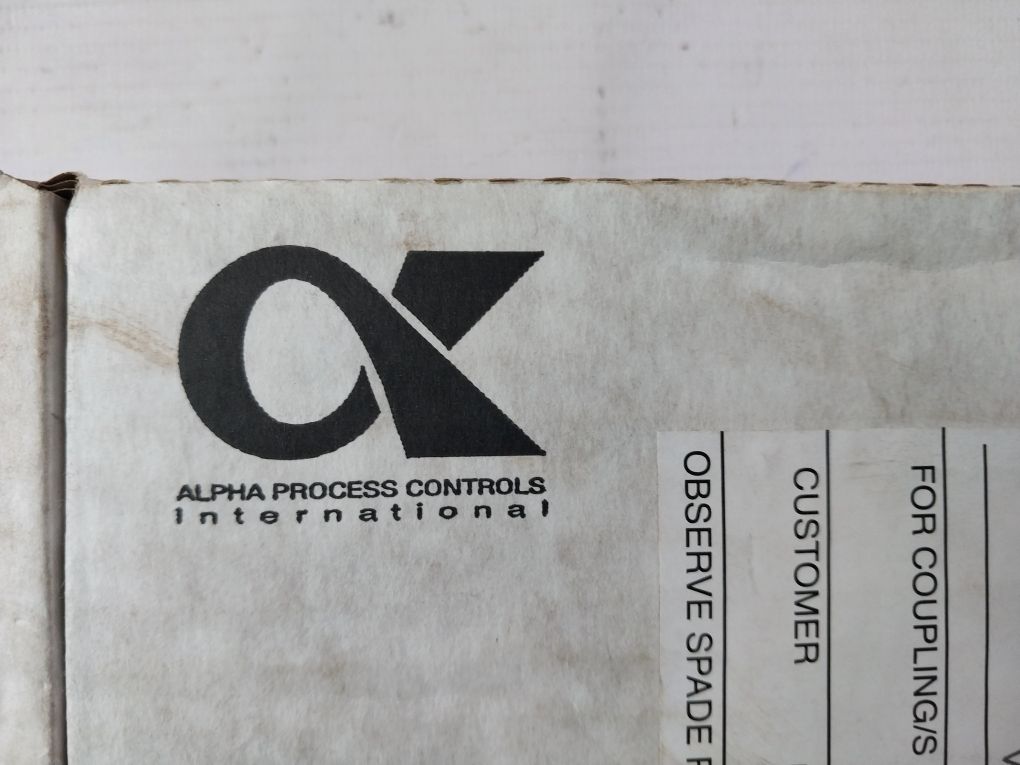 ALPHA PROCESS CONTROLS
International
FOR COUPLING/S
CUSTOMER
OBSERVE SPADE